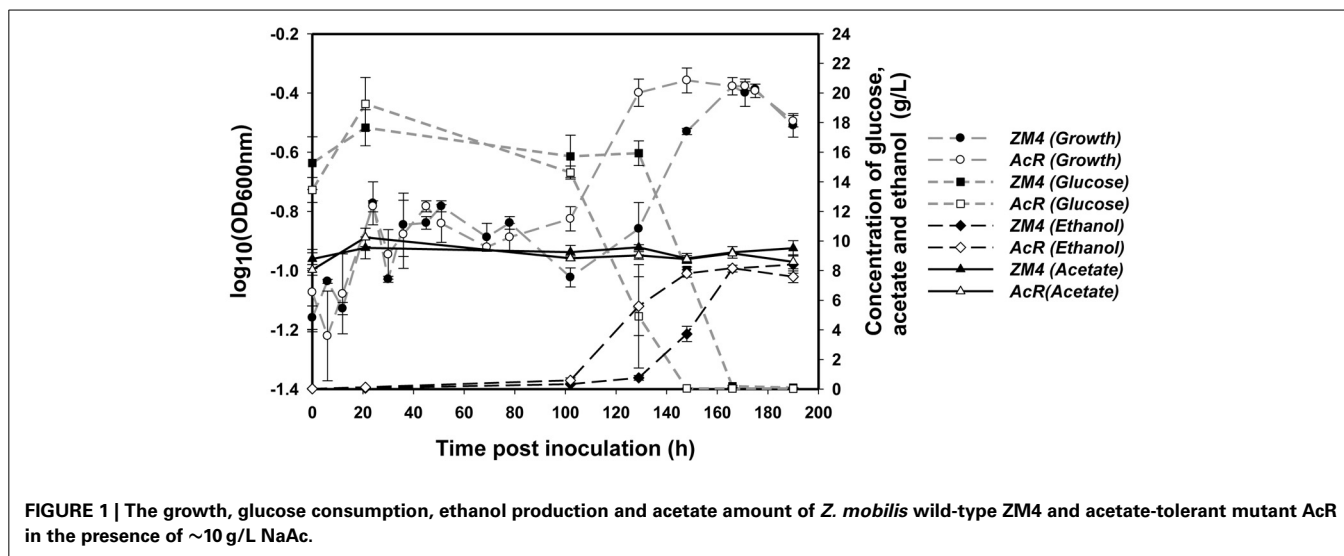 -0.2
-0.4
-0.6
-0.8
-1.0
-1.2
-1.4
log10(OD600nm)
0 20 40 60 80 100 120 140 160 180 200
Time post inoculation (h)
24
22
20
18
16
14
12
10
8
6
4
2
0
Concentration of glucose,
acetate and ethanol (g/L)
ZM4 (Growth)
AcR (Growth)
ZM4 (Glucose)
AcR (Glucose)
ZM4 (Ethanol)
AcR (Ethanol)
ZM4 (Acetate)
AcR(Acetate)
FIGURE 1 | The growth, glucose consumption, ethanol production and acetate amount of Z. mobilis wild-type ZM4 and acetate-tolerant mutant AcR
in the presence of ~10 g/L NaAc.